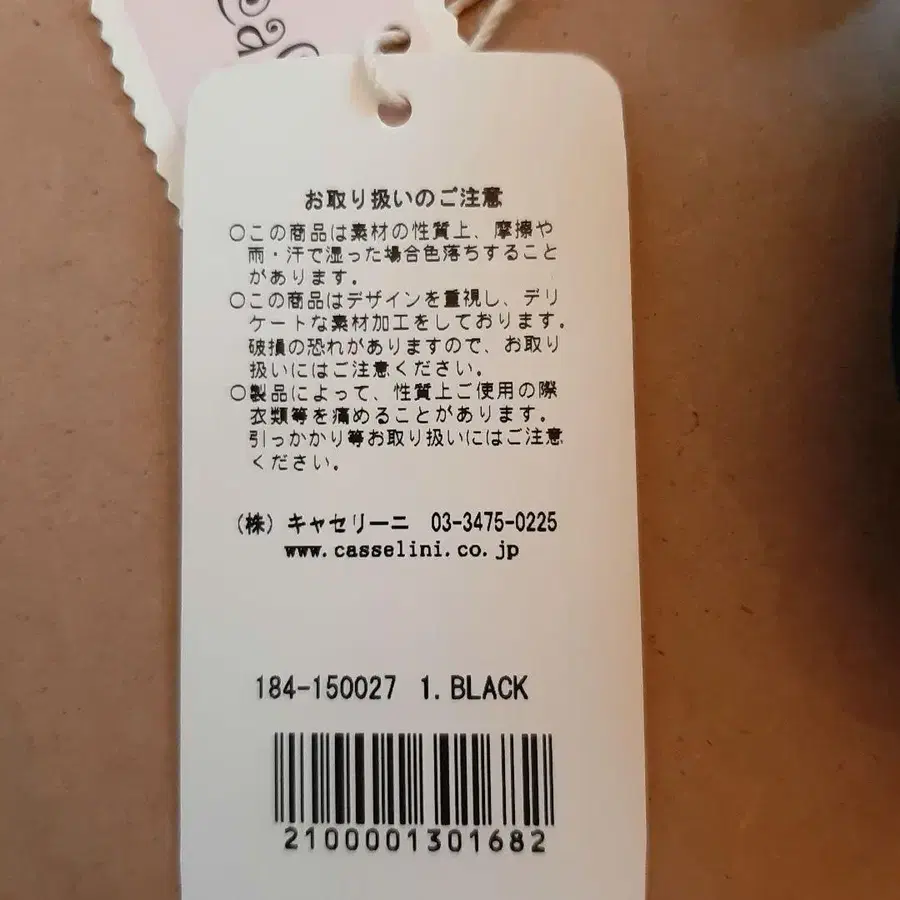 お取り扱いのご注意
○この商品は素材の性質上、摩擦や
雨・汗で湿った場合色落ちすること
があります。
○この商品はデザインを重視し、デリ
ケートな素材加工をしております。
破損の恐れがありますので、お取り
扱いにはご注意ください。
○製品によって、性質上ご使用の際
衣類等を痛めることがあります。
引っかかり等お取り扱いにはご注意
ください。
(株)キャセリーニ 03-3475-0225
www.casselini.co.jp
184-150027 1.BLACK
2100001301682